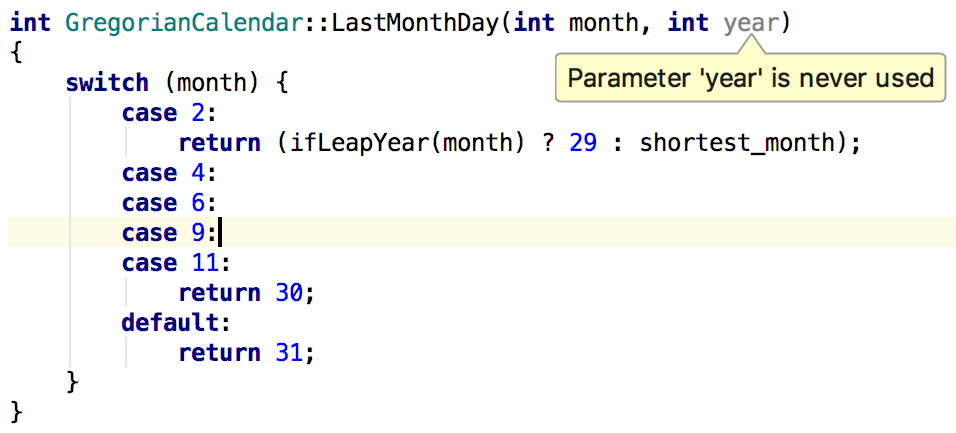 int GregorianCalendar::LastMonthDay(int month, int year)
{
Parameter 'year' is never used
switch (month) {
case 2:
return (ifLeapYear(month) ? 29 : shortest_month);
case 4:
case 6:
case 9:
case 11:
return 30;
default:
return 31;
}
}